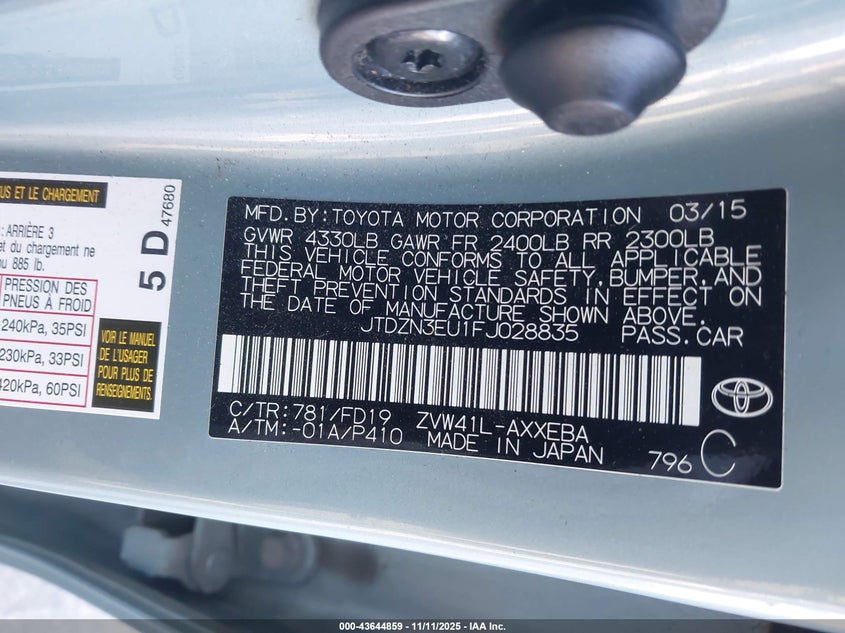 US ET LE CHARGEMENT
: ARRIÈRE 3
et du chargement ne
ou 885 lb.
PRESSION DES
PNEUS À FROID
240kPa, 35PSI
230kPa, 33PSI
420kPa, 60PSI
5 D 47680
VOIR LE MANUEL
DE L'USAGER
POUR PLUS DE
RENSEIGNEMENTS.
MFD.BY:TOYOTA MOTOR CORPORATION 03/15
GVWR 4330LB GAWR FR 2400LB RR 2300LB
THIS VEHICLE CONFORMS TO ALL APPLICABLE
FEDERAL MOTOR VEHICLE SAFETY,BUMPER,AND
THEFT PREVENTION STANDARDS IN EFFECT ON
THE DATE OF MANUFACTURE SHOWN ABOVE.
JTDZN3EU1FJ028835 PASS.CAR
C/TR:781/FD19 ZVW41L-AXXEBA
A/TM:-01A/P410 MADE IN JAPAN
796 C
000-43644859 - 11/11/2025 - IAA Inc.